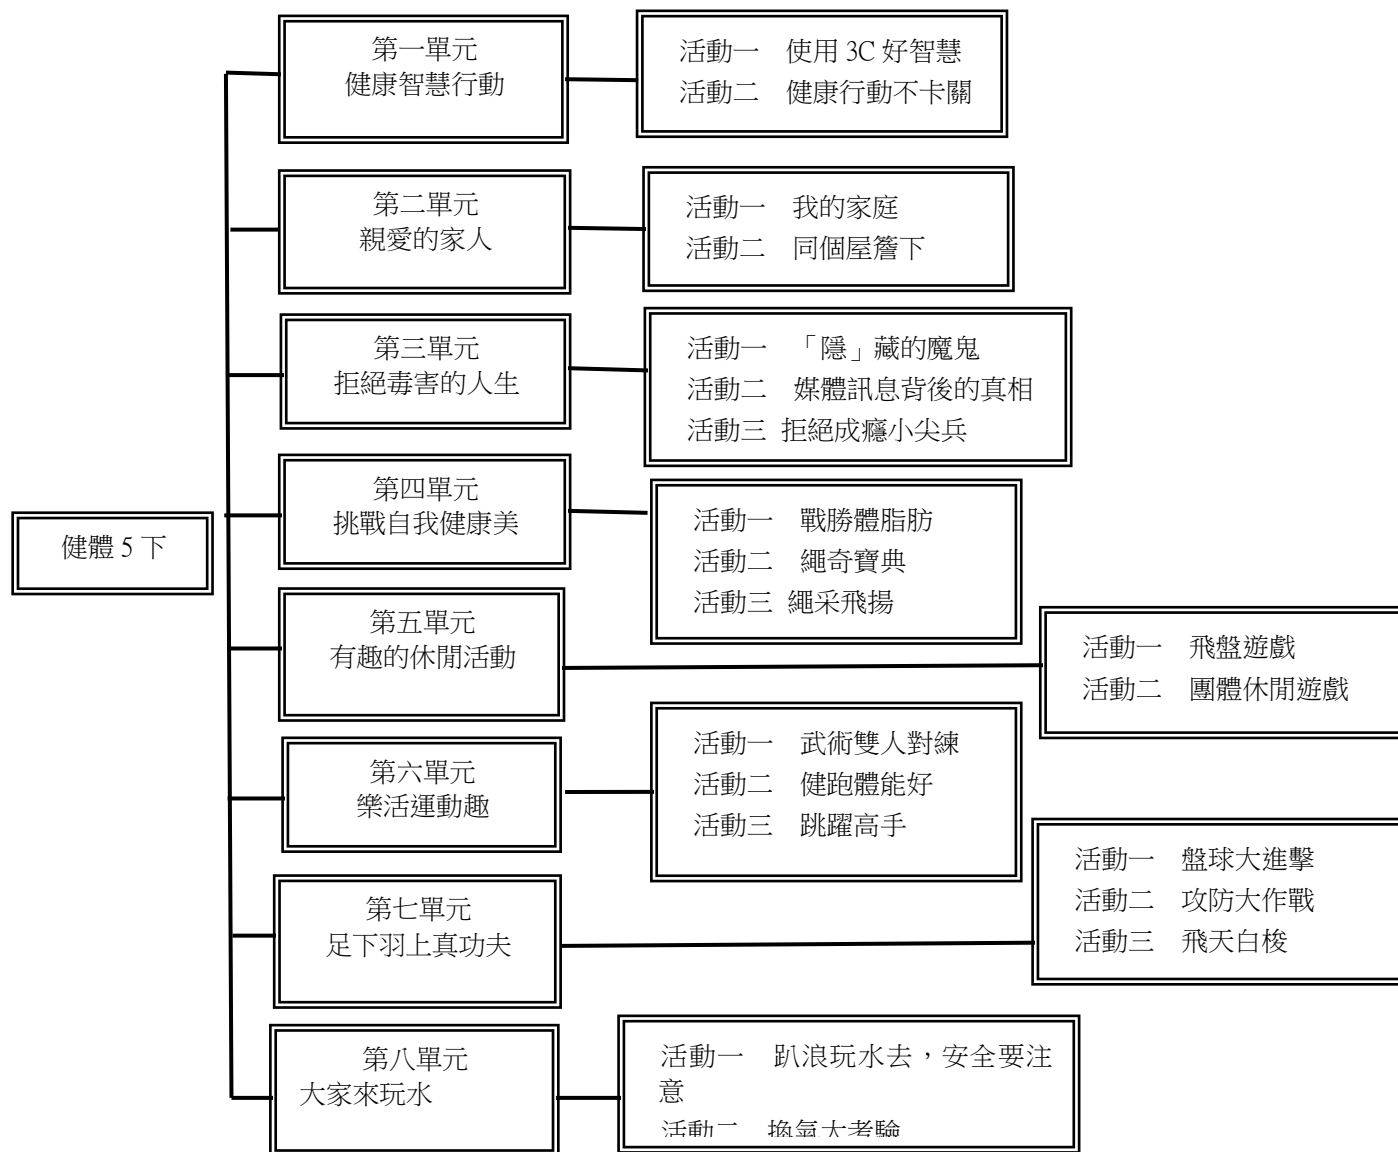 健體 5 下
第一單元
健康智慧行動
活動一　使用 3C 好智慧
活動二　健康行動不卡關
第二單元
親愛的家人
活動一　我的家庭
活動二　同個屋簷下
第三單元
拒絕毒害的人生
活動一　「隱」藏的魔鬼
活動二　媒體訊息背後的真相
活動三 拒絕成癮小尖兵
第四單元
挑戰自我健康美
活動一　戰勝體脂肪
活動二　繩奇寶典
活動三 繩采飛揚
第五單元
有趣的休閒活動
活動一　飛盤遊戲
活動二　團體休閒遊戲
第六單元
樂活運動趣
活動一　武術雙人對練
活動二　健跑體能好
活動三　跳躍高手
第七單元
足下羽上真功夫
活動一　盤球大進擊
活動二　攻防大作戰
活動三　飛天白梭
第八單元
大家來玩水
活動一　趴浪玩水去，安全要注
意
活動二　換氣大考驗